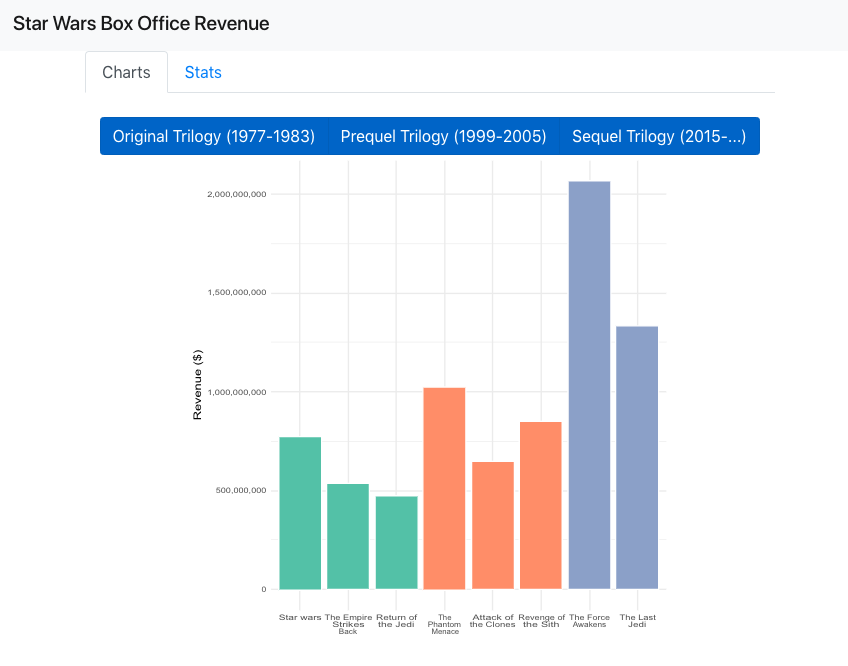 Star Wars Box Office Revenue
Charts Stats
Original Trilogy (1977-1983) Prequel Trilogy (1999-2005) Sequel Trilogy (2015-...)
2,000,000,000
1,500,000,000
1,000,000,000
500,000,000
0
Revenue ($)
Star wars
The Empire
Strikes
Back
Return of
the Jedi
The
Phantom
Menace
Attack of
the Clones
Revenge of
the Sith
The Force
Awakens
The Last
Jedi